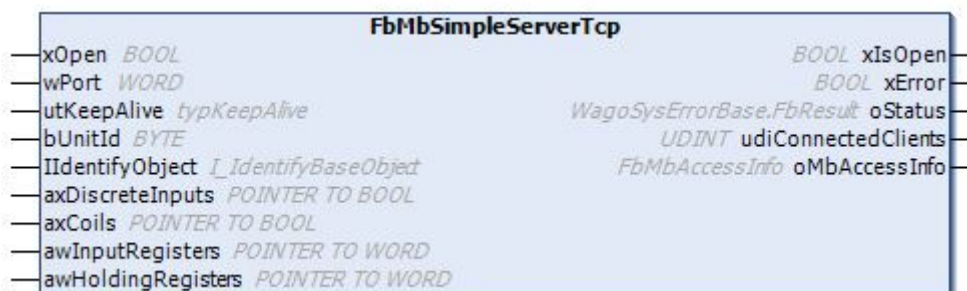 FbMbSimpleServerTcp
xOpen BOOL BOOL xIsOpen
wPort WORD BOOL xError
utKeepAlive typKeepAlive WagoSysErrorBase.FbResult oStatus
bUnitId BYTE UDINT udiConnectedClients
IIdentifyObject I_IdentifyBaseObject FbMbAccessInfo oMbAccessInfo
axDiscreteInputs POINTER TO BOOL
axCoils POINTER TO BOOL
awInputRegisters POINTER TO WORD
awHoldingRegisters POINTER TO WORD